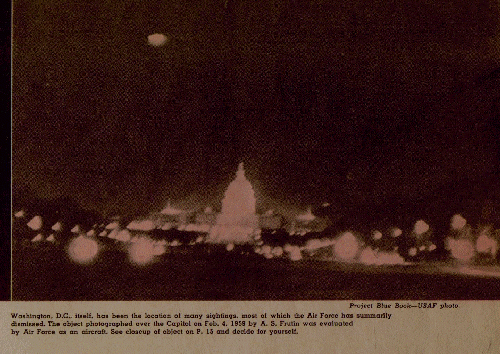 Project Blue Book—USAF photo
Washington, D.C., itself, has been the location of many sightings, most of which the Air Force has summarily
dismissed. The object photographed over the Capitol on Feb. 4, 1958 by A. S. Frutin was evaluated
by Air Force as an aircraft. See closeup of object on P. 15 and decide for yourself.